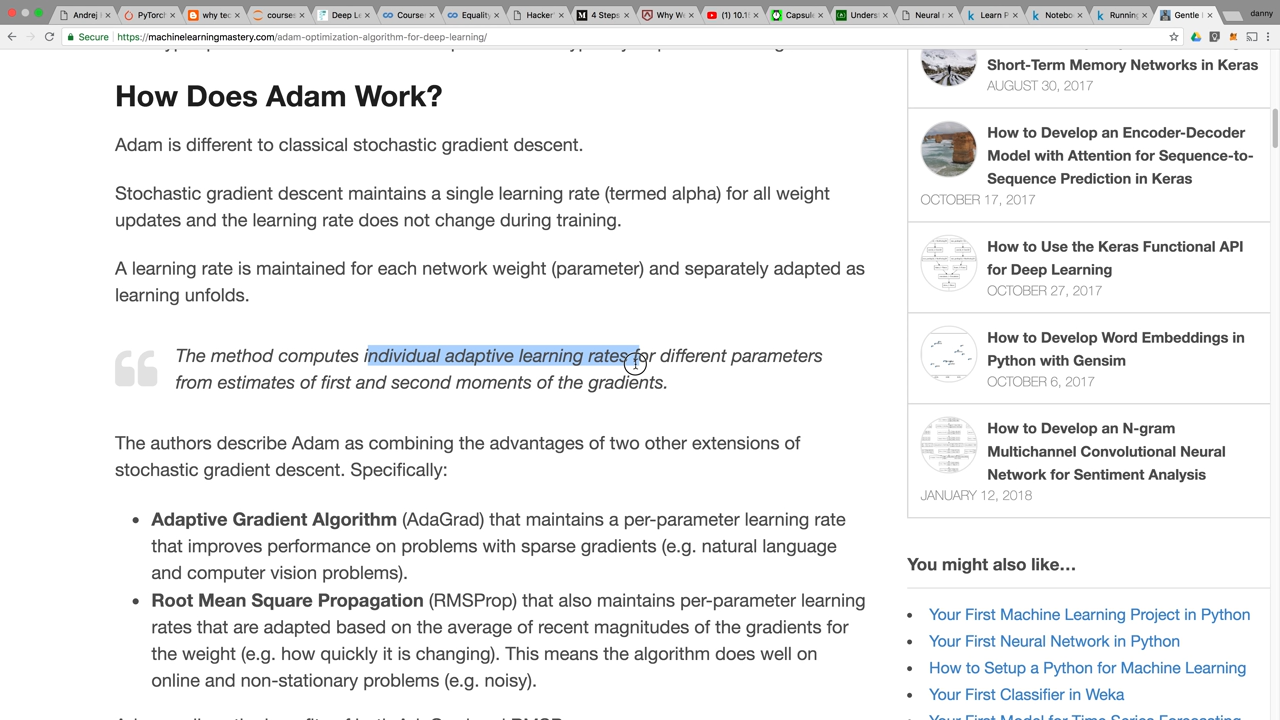 Andrej
PyTorc
why tec
courses
Deep Le
Course
Equality
Hacker
4 Steps
Why W
(1) 10.1
Capsul
Unders
Neural
Learn P
Notebo
Running
Gentle I
danny
Secure
https://machinelearningmastery.com/adam-optimization-algorithm-for-deep-learning/
How Does Adam Work?
Adam is different to classical stochastic gradient descent.
Stochastic gradient descent maintains a single learning rate (termed alpha) for all weight
updates and the learning rate does not change during training.
A learning rate is maintained for each network weight (parameter) and separately adapted as
learning unfolds.
The method computes individual adaptive learning rates for different parameters
from estimates of first and second moments of the gradients.
The authors describe Adam as combining the advantages of two other extensions of
stochastic gradient descent. Specifically:
• Adaptive Gradient Algorithm (AdaGrad) that maintains a per-parameter learning rate
that improves performance on problems with sparse gradients (e.g. natural language
and computer vision problems).
• Root Mean Square Propagation (RMSProp) that also maintains per-parameter learning
rates that are adapted based on the average of recent magnitudes of the gradients for
the weight (e.g. how quickly it is changing). This means the algorithm does well on
online and non-stationary problems (e.g. noisy).
Short-Term Memory Networks in Keras
AUGUST 30, 2017
How to Develop an Encoder-Decoder
Model with Attention for Sequence-to-
Sequence Prediction in Keras
OCTOBER 17, 2017
How to Use the Keras Functional API
for Deep Learning
OCTOBER 27, 2017
How to Develop Word Embeddings in
Python with Gensim
OCTOBER 6, 2017
How to Develop an N-gram
Multichannel Convolutional Neural
Network for Sentiment Analysis
JANUARY 12, 2018
You might also like...
• Your First Machine Learning Project in Python
• Your First Neural Network in Python
• How to Setup a Python for Machine Learning
• Your First Classifier in Weka